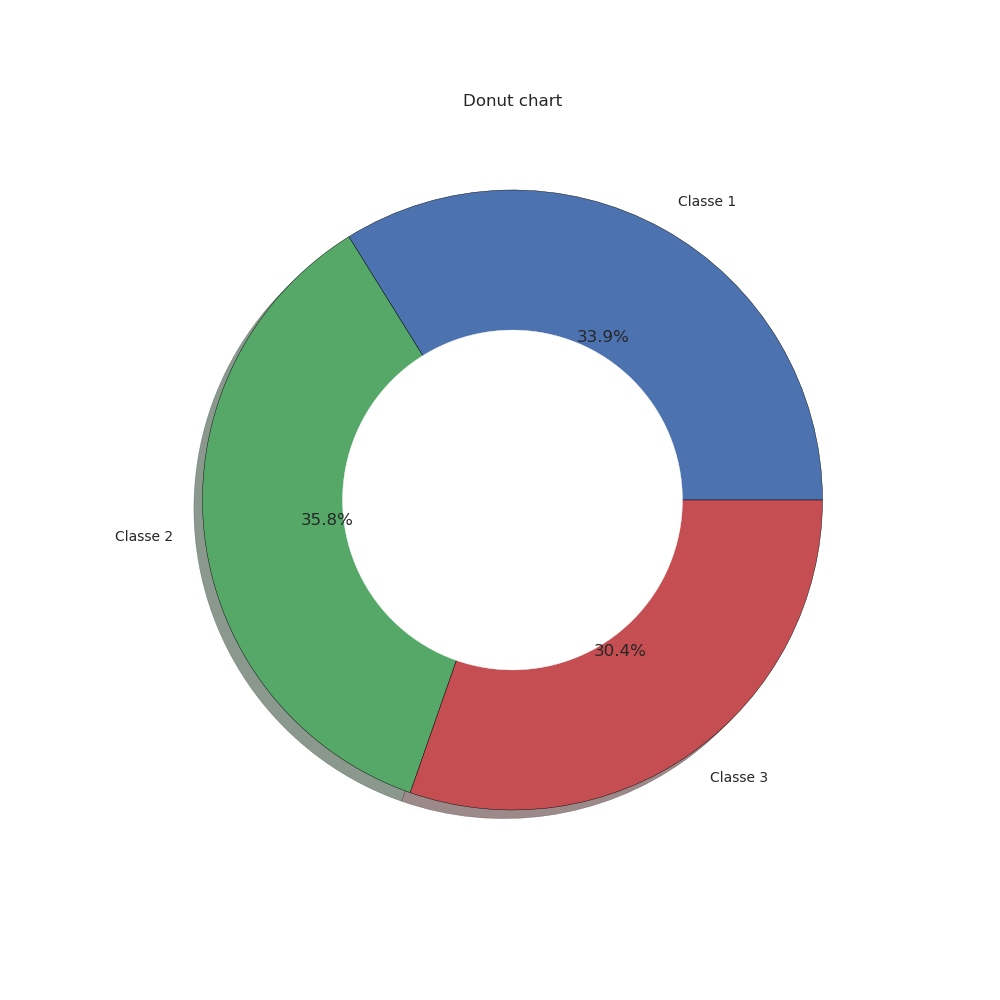 Donut chart
Classe 1
33.9%
35.8%
Classe 2
30.4%
Classe 3